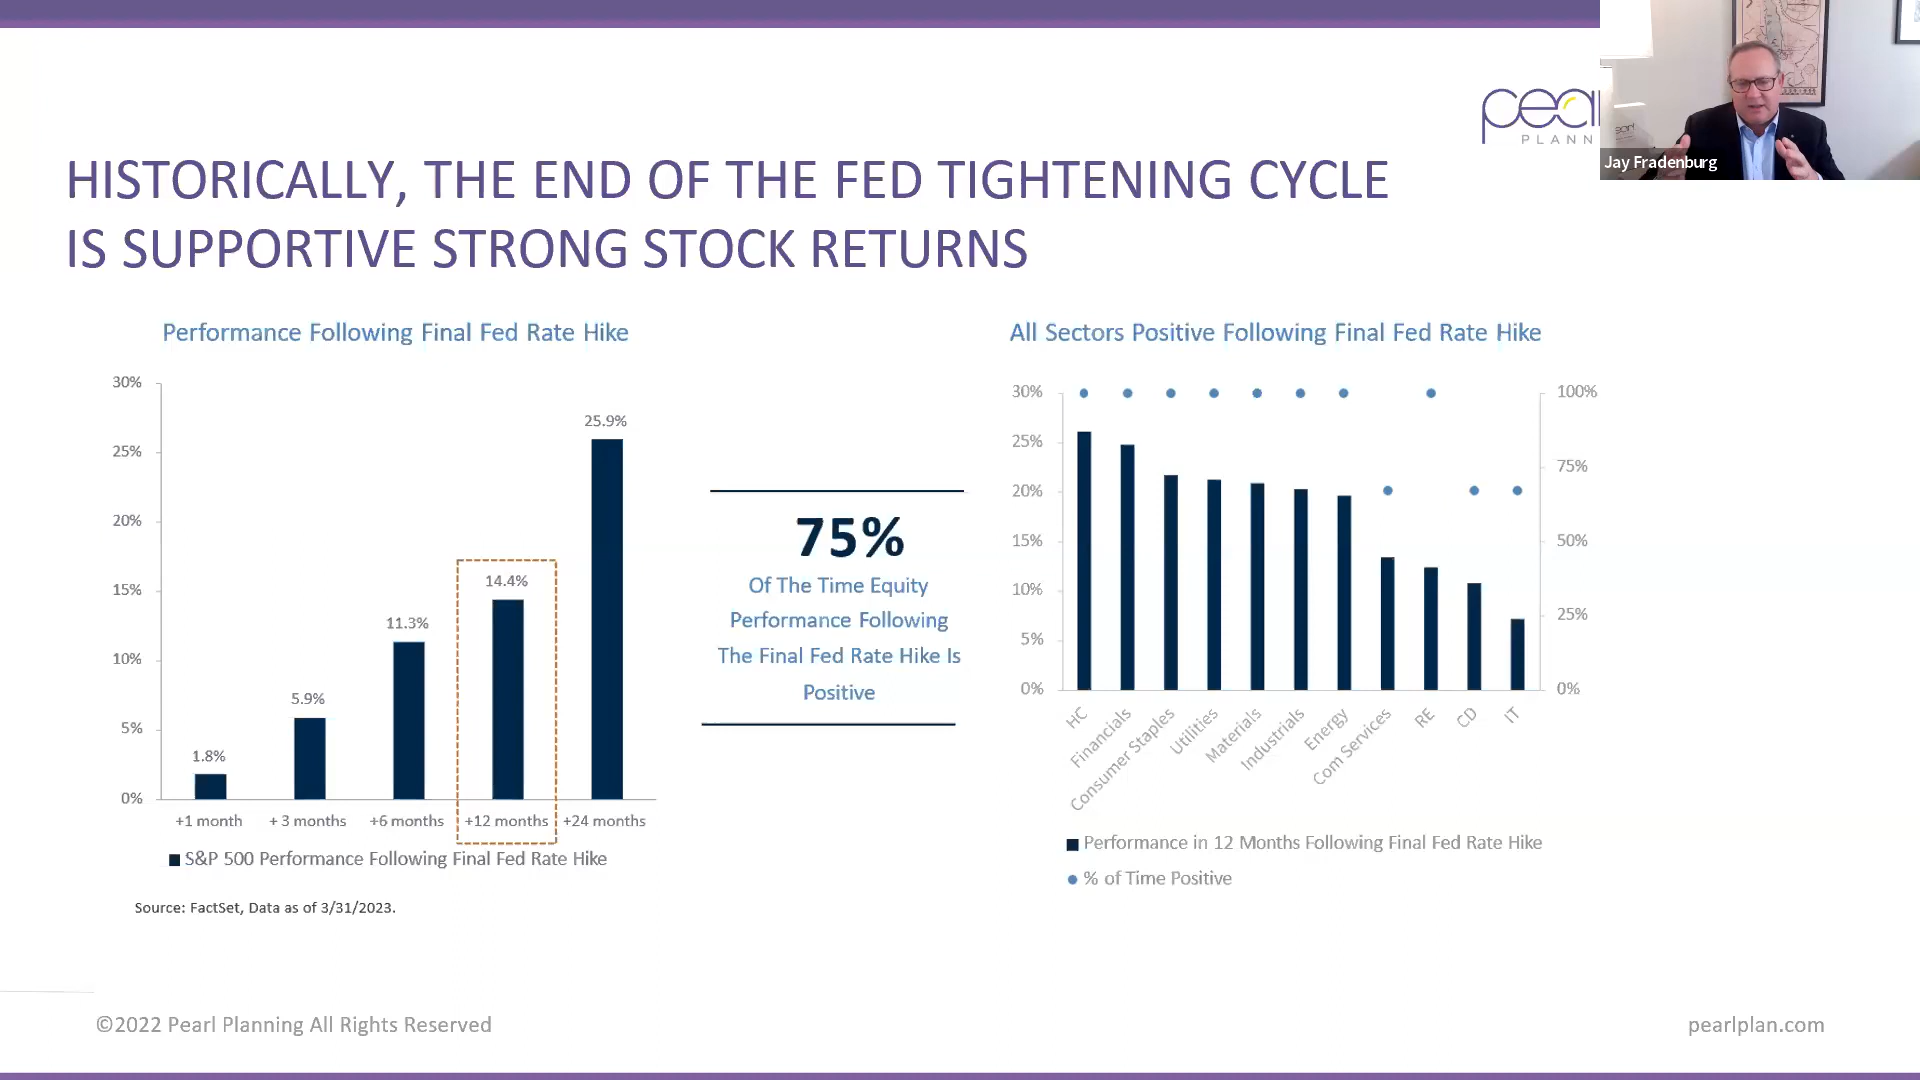 pear
PLANN
Jay Fradenburg
HISTORICALLY, THE END OF THE FED TIGHTENING CYCLE
IS SUPPORTIVE STRONG STOCK RETURNS
Performance Following Final Fed Rate Hike
30%
25%
20%
15%
10%
5%
0%
1.8%
5.9%
11.3%
14.4%
25.9%
+1 month
+ 3 months
+6 months
+12 months
+24 months
S&P 500 Performance Following Final Fed Rate Hike
Source: FactSet, Data as of 3/31/2023.
75%
Of The Time Equity
Performance Following
The Final Fed Rate Hike Is
Positive
All Sectors Positive Following Final Fed Rate Hike
30%
25%
20%
15%
10%
5%
0%
100%
75%
50%
25%
0%
HC
Financials
Consumer Staples
Utilities
Materials
Industrials
Energy
Com Services
RE
CD
IT
Performance in 12 Months Following Final Fed Rate Hike
% of Time Positive
©2022 Pearl Planning All Rights Reserved
pearlplan.com